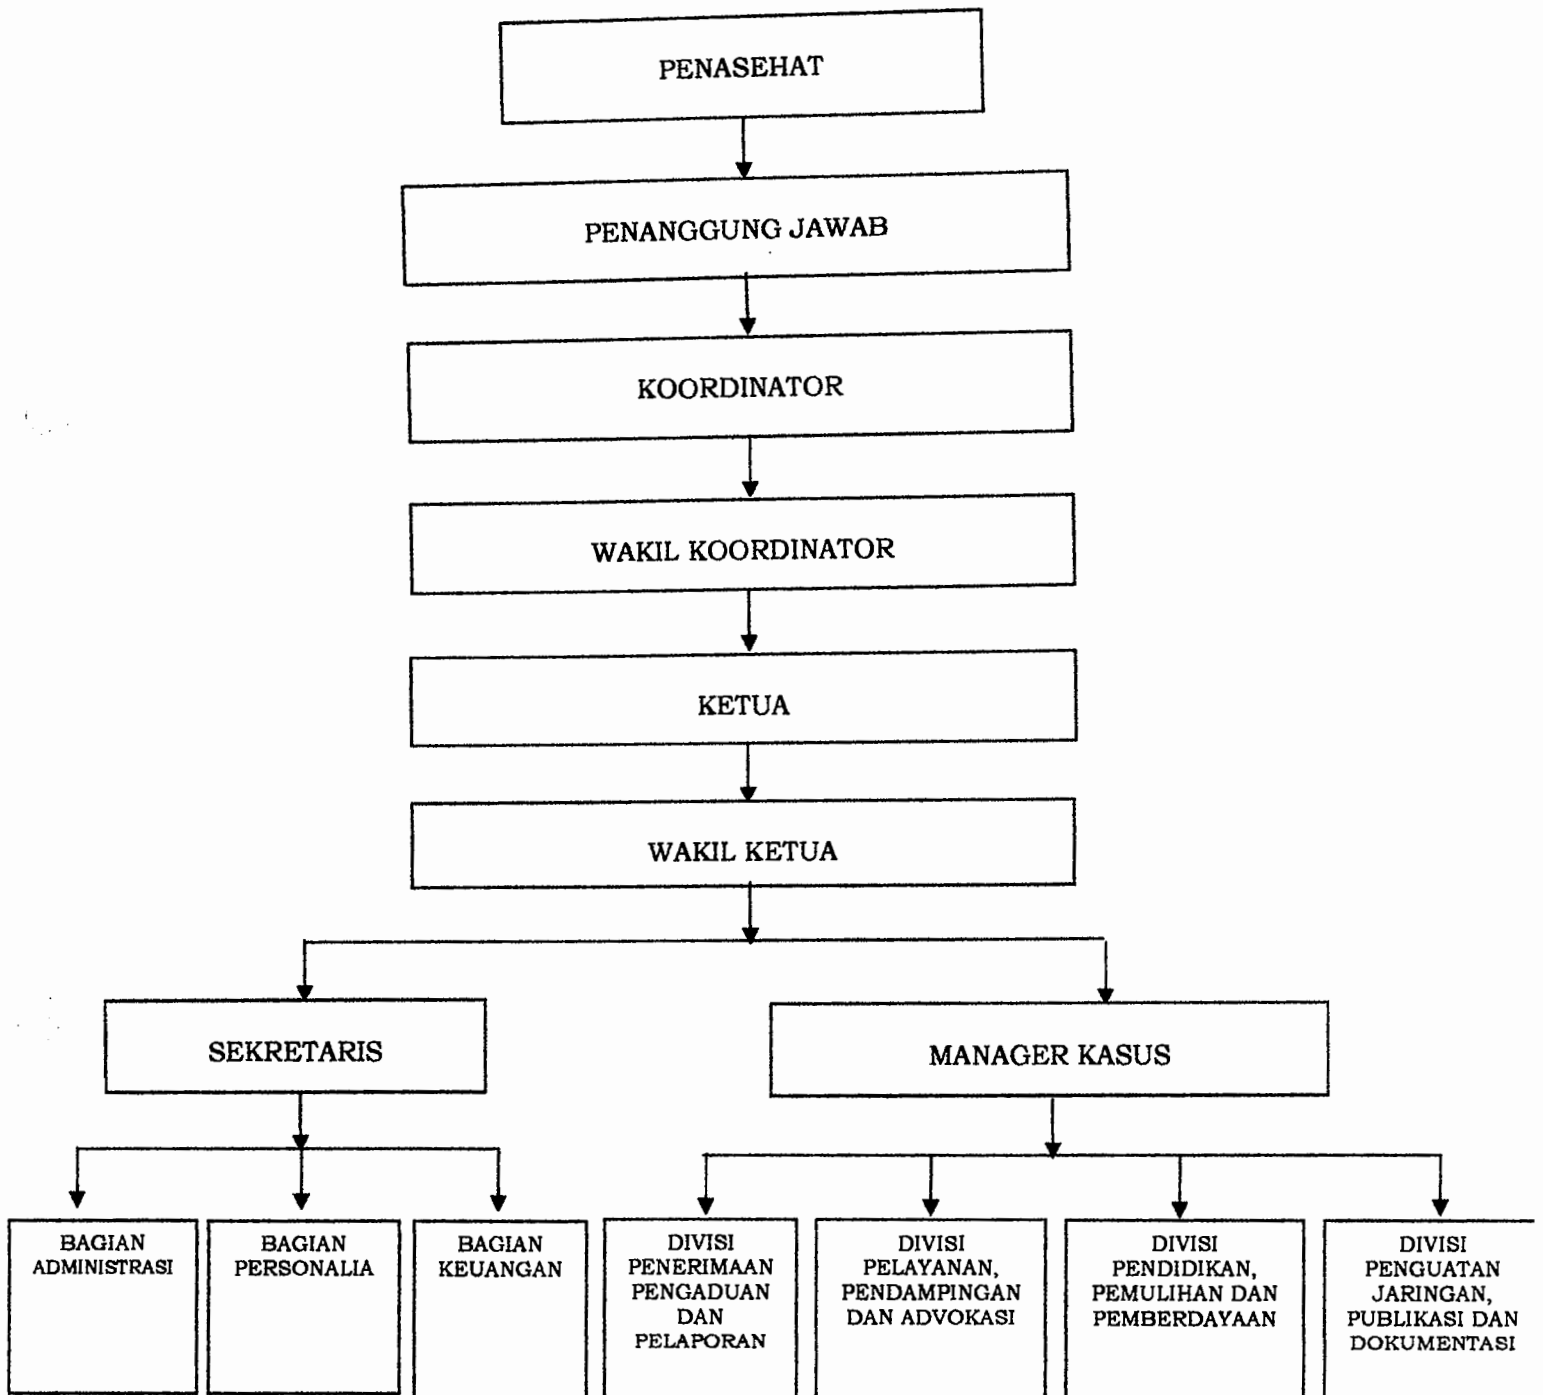 PENASEHAT
PENANGGUNG JAWAB
KOORDINATOR
WAKIL KOORDINATOR
KETUA
WAKIL KETUA
SEKRETARIS
MANAGER KASUS
BAGIAN
ADMINISTRASI
BAGIAN
PERSONALIA
BAGIAN
KEUANGAN
DIVISI
PENERIMAAN
PENGADUAN
DAN
PELAPORAN
DIVISI
PELAYANAN,
PENDAMPINGAN
DAN ADVOKASI
DIVISI
PENDIDIKAN,
PEMULIHAN DAN
PEMBERDAYAAN
DIVISI
PENGUATAN
JARINGAN,
PUBLIKASI DAN
DOKUMENTASI